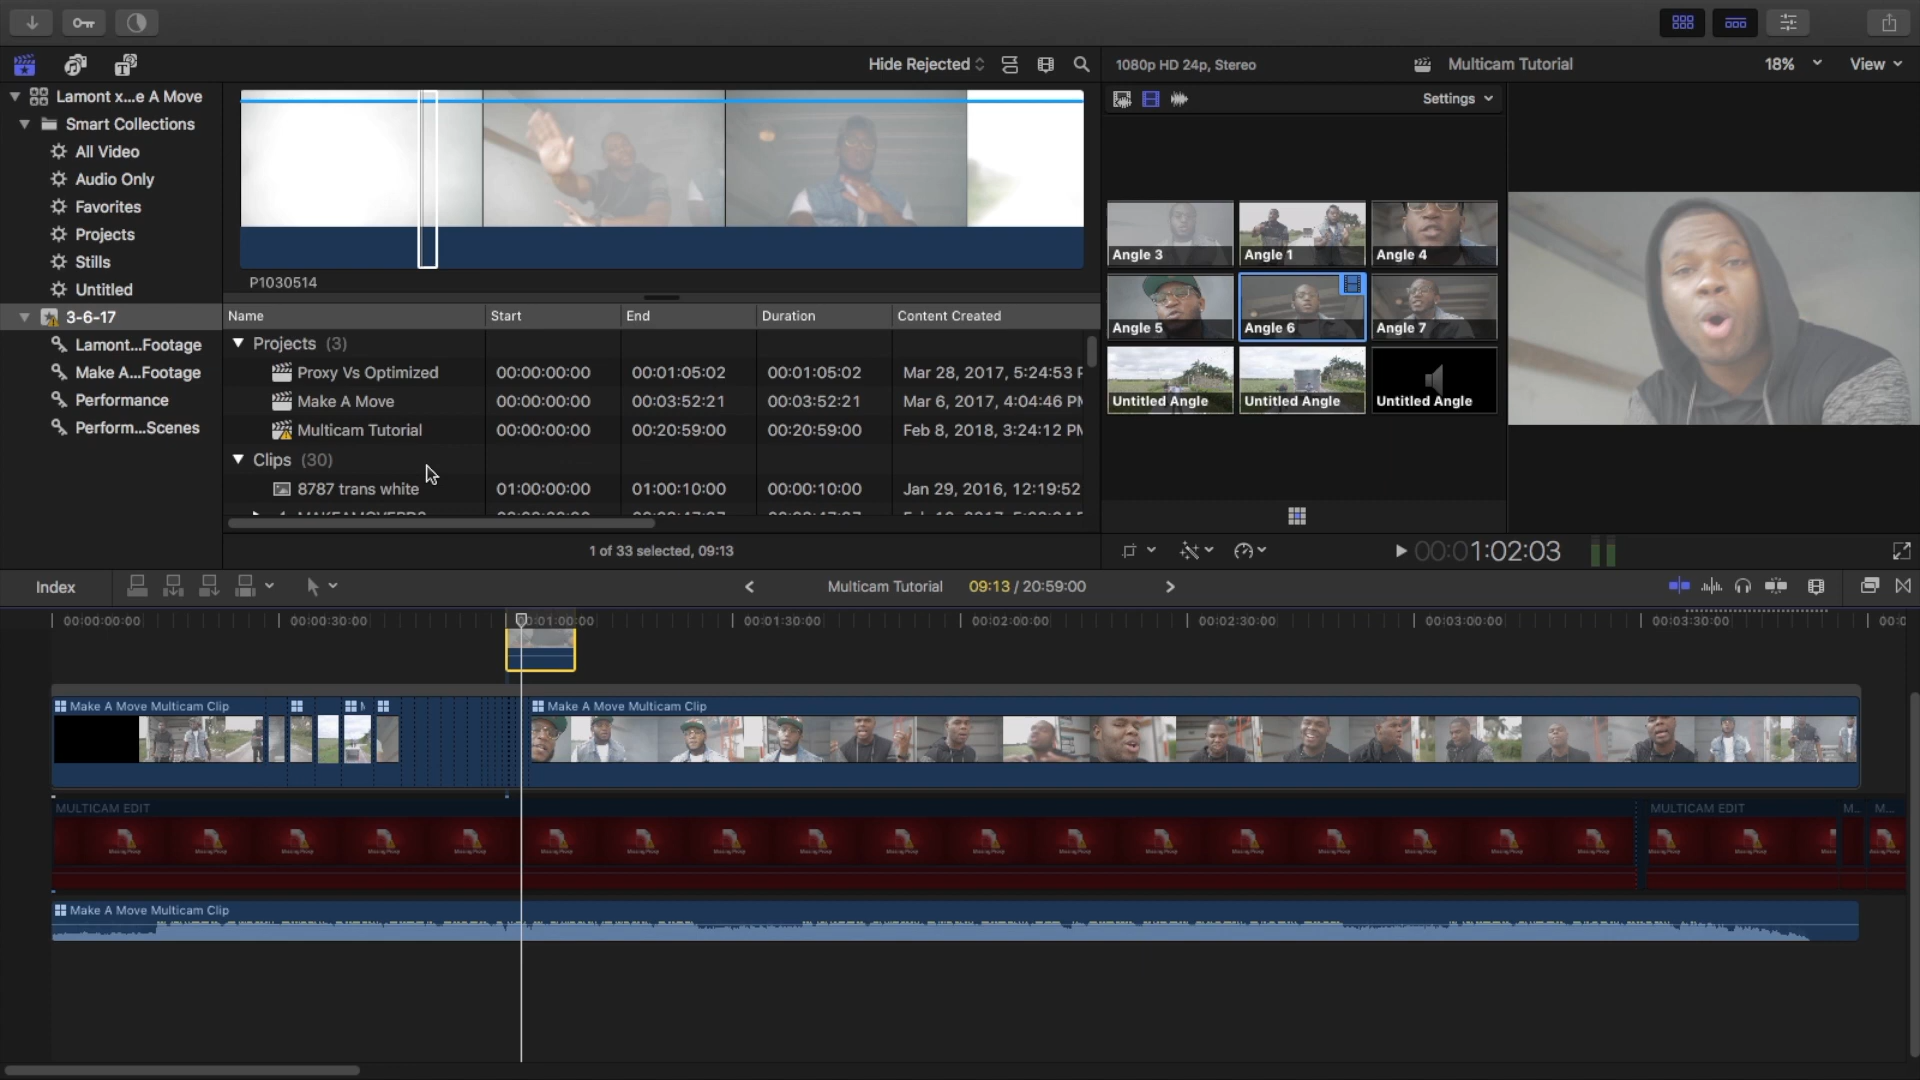 Hide Rejected
1080p HD 24p, Stereo
Multicam Tutorial
18%
View
Lamont x...e A Move
Smart Collections
All Video
Audio Only
Favorites
Projects
Stills
Untitled
3-6-17
Lamont...Footage
Make A...Footage
Performance
Perform...Scenes
P1030514
Name Start End Duration Content Created
Projects (3)
Proxy Vs Optimized 00:00:00:00 00:01:05:02 00:01:05:02 Mar 28, 2017, 5:24:53
Make A Move 00:00:00:00 00:03:52:21 00:03:52:21 Mar 6, 2017, 4:04:46 PM
Multicam Tutorial 00:00:00:00 00:20:59:00 00:20:59:00 Feb 8, 2018, 3:24:12 PM
Clips (30)
8787 trans white 01:00:00:00 01:00:10:00 00:00:10:00 Jan 29, 2016, 12:19:52
1 of 33 selected, 09:13
Settings
Angle 3
Angle 1
Angle 4
Angle 5
Angle 6
Angle 7
Untitled Angle
Untitled Angle
Untitled Angle
00:01:02:03
Index
Multicam Tutorial
09:13 / 20:59:00
00:00:00:00 00:00:30:00 00:01:00:00 00:01:30:00 00:02:00:00 00:02:30:00 00:03:00:00 00:03:30:00
Make A Move Multicam Clip
Make A Move Multicam Clip
MULTICAM EDIT
MULTICAM EDIT
M...
M...
Make A Move Multicam Clip